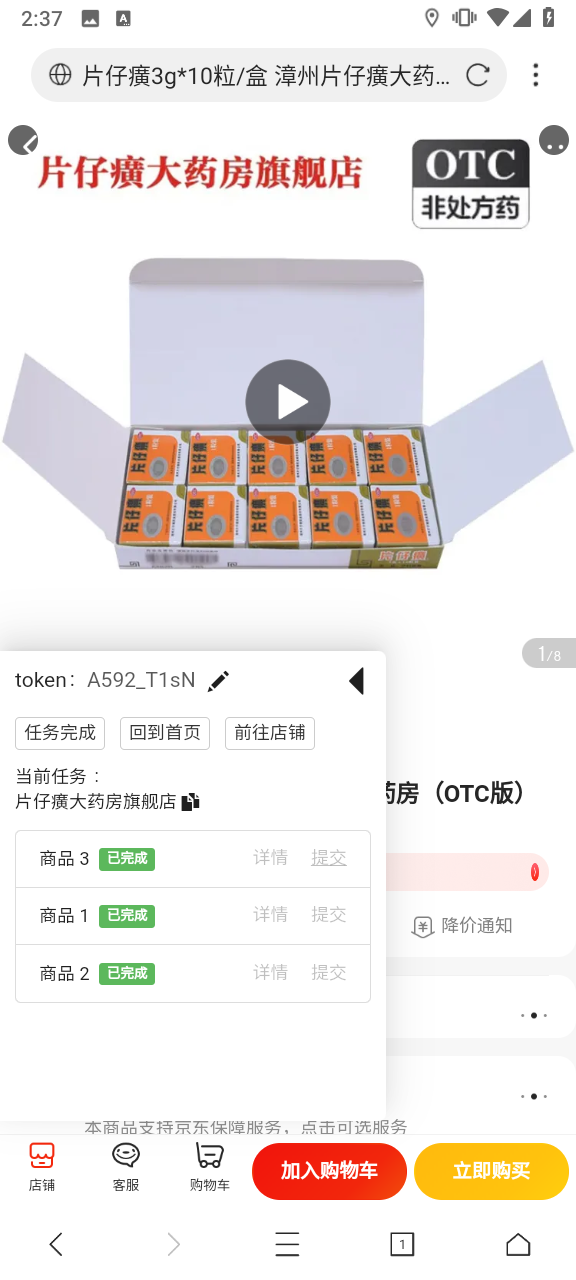 2:37
片仔癀3g*10粒/盒 漳州片仔癀大药...
片仔癀大药房旗舰店
OTC
非处方药
片仔癀
1/8
token: A592_T1sN
任务完成 回到首页 前往店铺
当前任务：
片仔癀大药房旗舰店
药房（OTC版）
商品 3 已完成 详情 提交
商品 1 已完成 详情 提交
降价通知
商品 2 已完成 详情 提交
本商品支持京东保障服务，点击可选服务
店铺 客服 购物车 加入购物车 立即购买
1